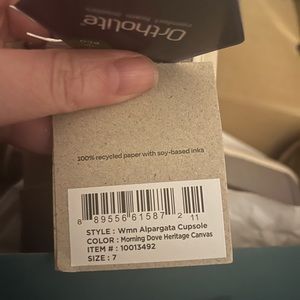 OrthoLite
100% recycled paper with soy-based inks
8 89556 61587 2 11
STYLE : Wmn Alpargata Cupsole
COLOR : Morning Dove Heritage Canvas
ITEM # : 10013492
SIZE : 7